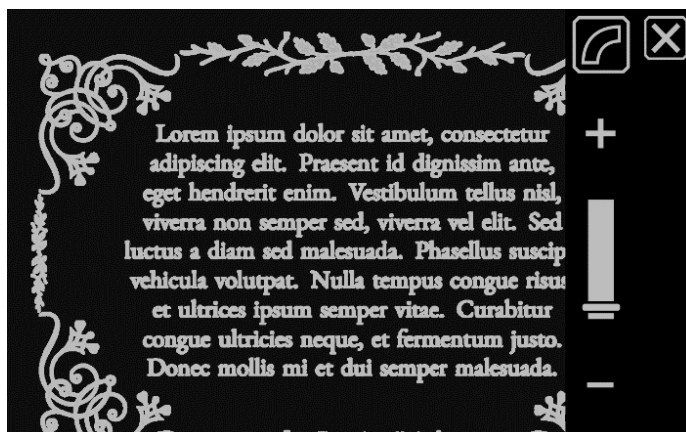 Lorem ipsum dolor sit amet, consectetur
adipiscing elit. Praesent id dignissim ante,
eget hendrerit enim. Vestibulum tellus nisl,
viverra non semper sed, viverra vel elit. Sed
luctus a diam sed malesuada. Phasellus suscip
vehicula volutpat. Nulla tempus congue risus
et ultrices ipsum semper vitae. Curabitur
congue ultricies neque, et fermentum justo.
Donec mollis mi et dui semper malesuada.